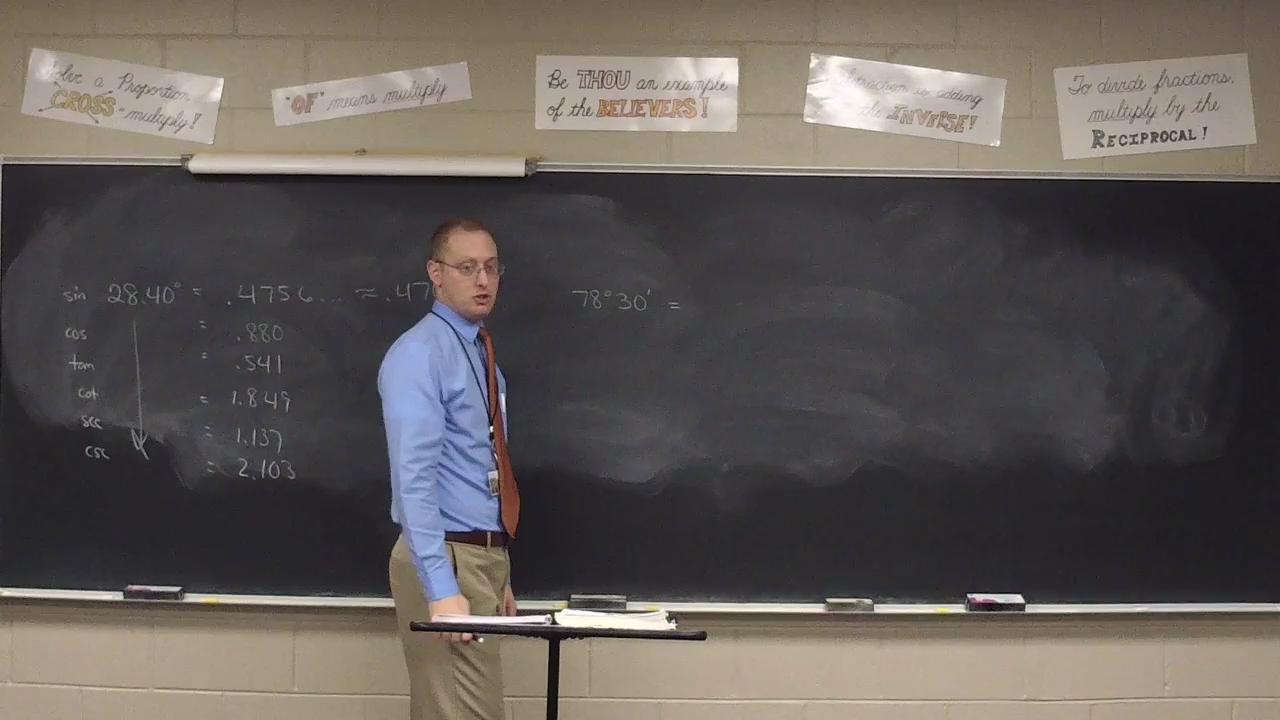 Solve a Proportion
CROSS-multiply!
"OF" means multiply
Be THOU an example
of the BELIEVERS!
Subtraction is adding
the INVERSE!
To divide fractions,
multiply by the
RECIPROCAL!
sin 28.40° = .4756... ≈ .47
cos = .880
tan = .541
cot = 1.849
sec = 1.137
csc = 2.103
78°30' =